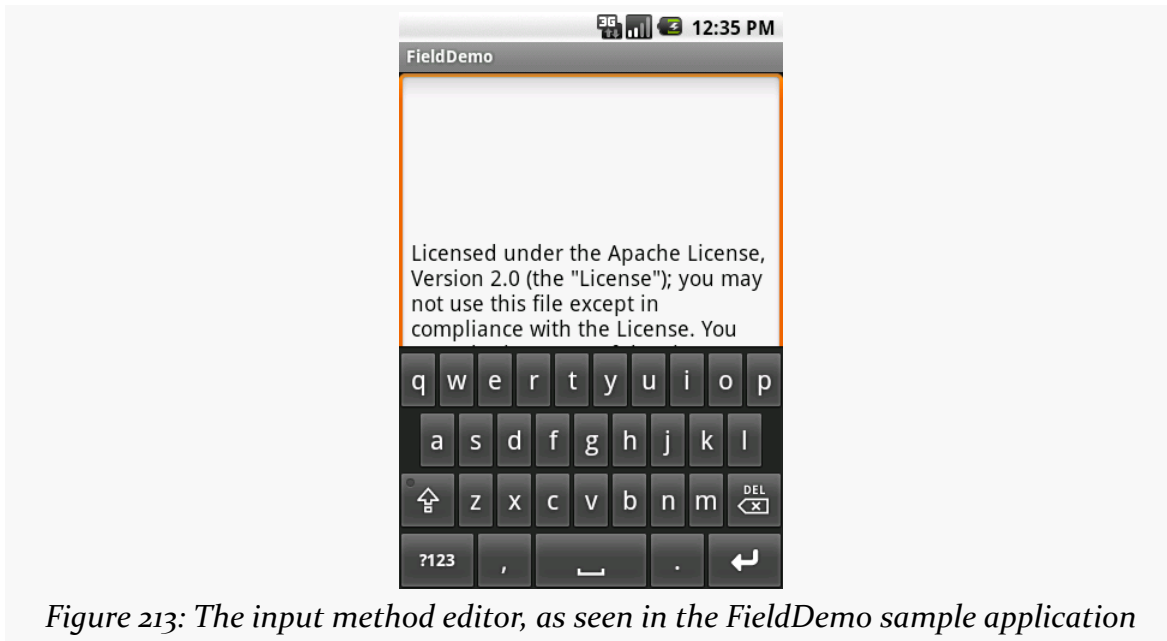 3G
12:35 PM
FieldDemo
Licensed under the Apache License,
Version 2.0 (the "License"); you may
not use this file except in
compliance with the License. You
q w e r t y u i o p
a s d f g h j k l
z x c v b n m DEL
?123 , .
Figure 213: The input method editor, as seen in the FieldDemo sample application